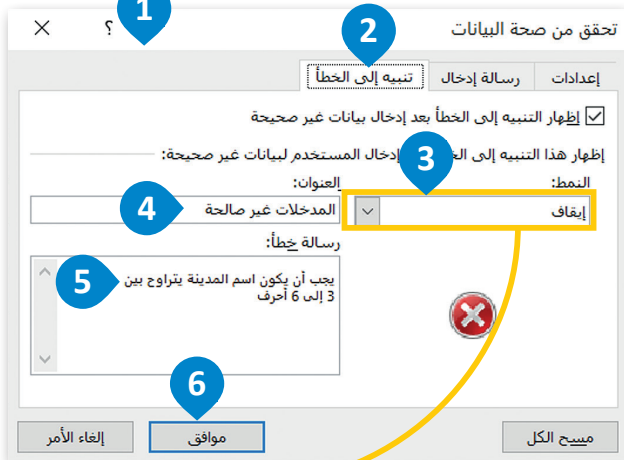 1
تحقق من صحة البيانات
2
؟
إعدادات
رسالة إدخال
تنبيه إلى الخطأ
إظهار التنبيه إلى الخطأ بعد إدخال بيانات غير صحيحة
إظهار هذا التنبيه إلى إدخال المستخدم لبيانات غير صحيحة:
3
النمط:
العنوان:
إيقاف
المدخلات غير صالحة
4
رسالة خطأ:
يجب أن يكون اسم المدينة يتراوح بين
3 إلى 6 أحرف
5
6
مسح الكل
موافق
إلغاء الأمر